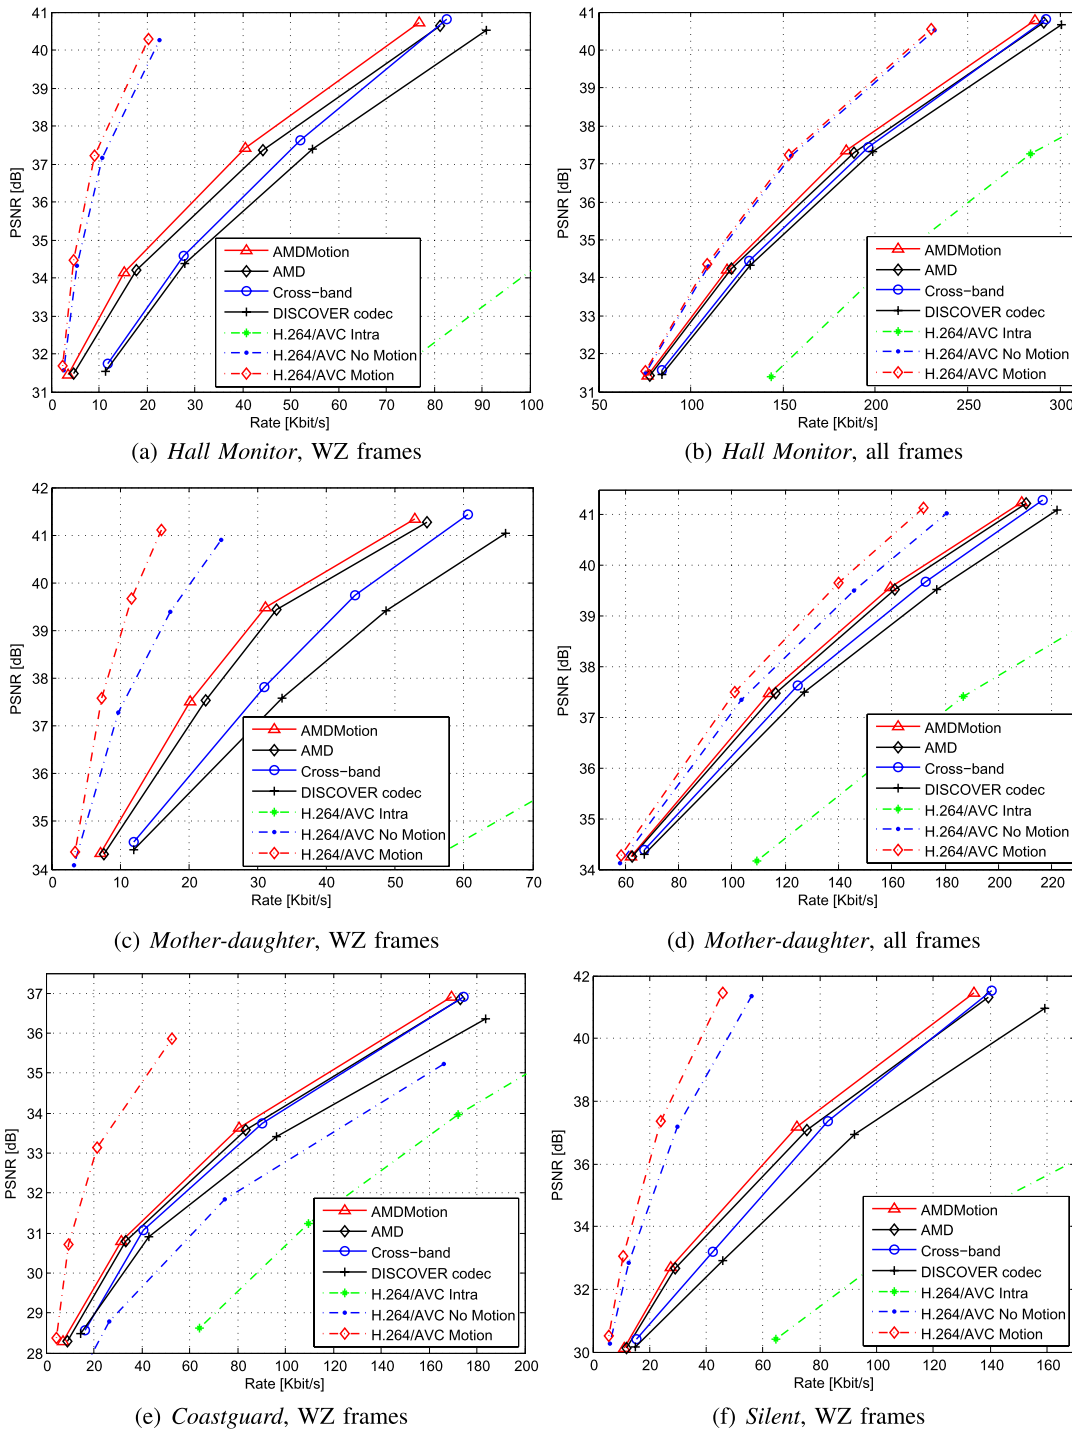 41
40
39
38
37
36
35
34
33
32
31
PSNR [dB]
0 10 20 30 40 50 60 70 80 90 100
Rate [Kbit/s]
AMDMotion
AMD
Cross−band
DISCOVER codec
H.264/AVC Intra
H.264/AVC No Motion
H.264/AVC Motion
(a) Hall Monitor, WZ frames
41
40
39
38
37
36
35
34
33
32
31
PSNR [dB]
50 100 150 200 250 300
Rate [Kbit/s]
AMDMotion
AMD
Cross−band
DISCOVER codec
H.264/AVC Intra
H.264/AVC No Motion
H.264/AVC Motion
(b) Hall Monitor, all frames
42
41
40
39
38
37
36
35
34
PSNR [dB]
0 10 20 30 40 50 60 70
Rate [Kbit/s]
AMDMotion
AMD
Cross−band
DISCOVER codec
H.264/AVC Intra
H.264/AVC No Motion
H.264/AVC Motion
(c) Mother-daughter, WZ frames
41
40
39
38
37
36
35
34
PSNR [dB]
60 80 100 120 140 160 180 200 220
Rate [Kbit/s]
AMDMotion
AMD
Cross−band
DISCOVER codec
H.264/AVC Intra
H.264/AVC No Motion
H.264/AVC Motion
(d) Mother-daughter, all frames
37
36
35
34
33
32
31
30
29
28
PSNR [dB]
0 20 40 60 80 100 120 140 160 180 200
Rate [Kbit/s]
AMDMotion
AMD
Cross−band
DISCOVER codec
H.264/AVC Intra
H.264/AVC No Motion
H.264/AVC Motion
(e) Coastguard, WZ frames
42
40
38
36
34
32
30
PSNR [dB]
0 20 40 60 80 100 120 140 160
Rate [Kbit/s]
AMDMotion
AMD
Cross−band
DISCOVER codec
H.264/AVC Intra
H.264/AVC No Motion
H.264/AVC Motion
(f) Silent, WZ frames